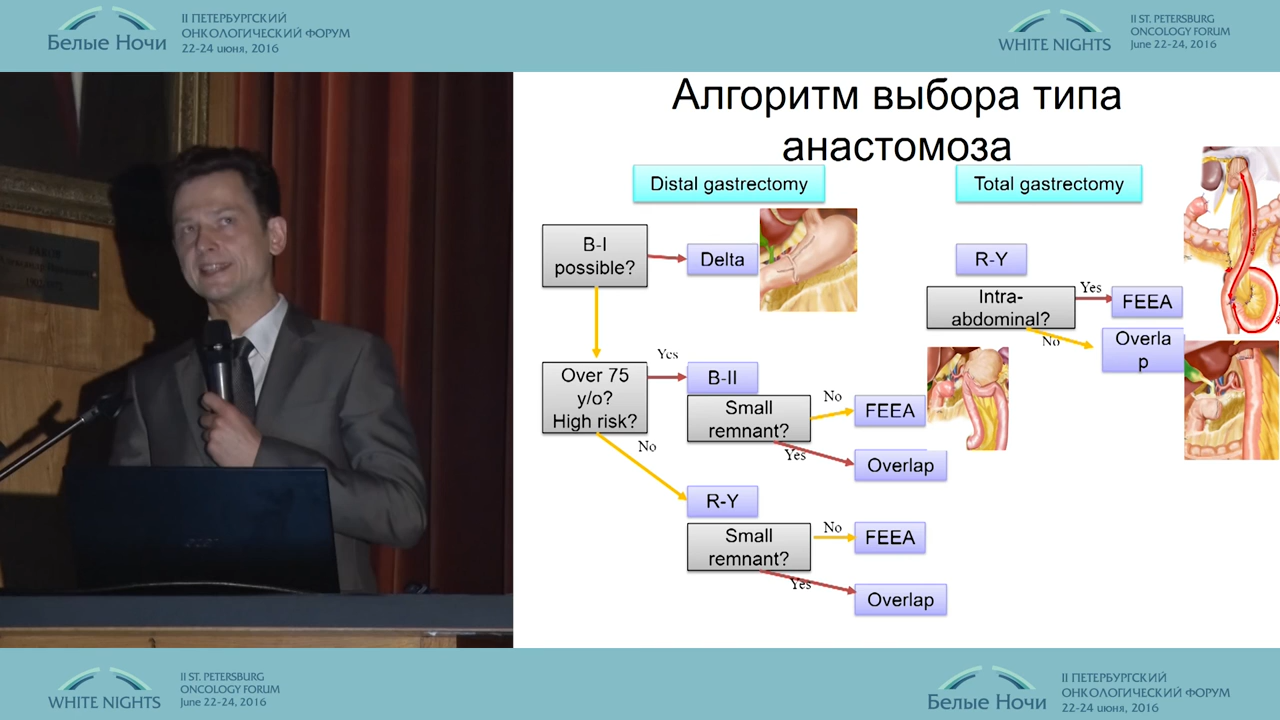 Белые Ночи
II ПЕТЕРБУРГСКИЙ
ОНКОЛОГИЧЕСКИЙ ФОРУМ
22-24 июня, 2016
WHITE NIGHTS
II ST. PETERSBURG
ONCOLOGY FORUM
June 22-24, 2016
Алгоритм выбора типа
анастомоза
Distal gastrectomy
Total gastrectomy
B-I
possible?
Delta
R-Y
Intra-
abdominal?
Yes
FEEA
No
Overla
p
Over 75
y/o?
High risk?
Yes
B-II
Small
remnant?
No
FEEA
Yes
Overlap
No
R-Y
Small
remnant?
No
FEEA
Yes
Overlap
WHITE NIGHTS
II ST. PETERSBURG
ONCOLOGY FORUM
June 22-24, 2016
Белые Ночи
II ПЕТЕРБУРГСКИЙ
ОНКОЛОГИЧЕСКИЙ ФОРУМ
22-24 июня, 2016